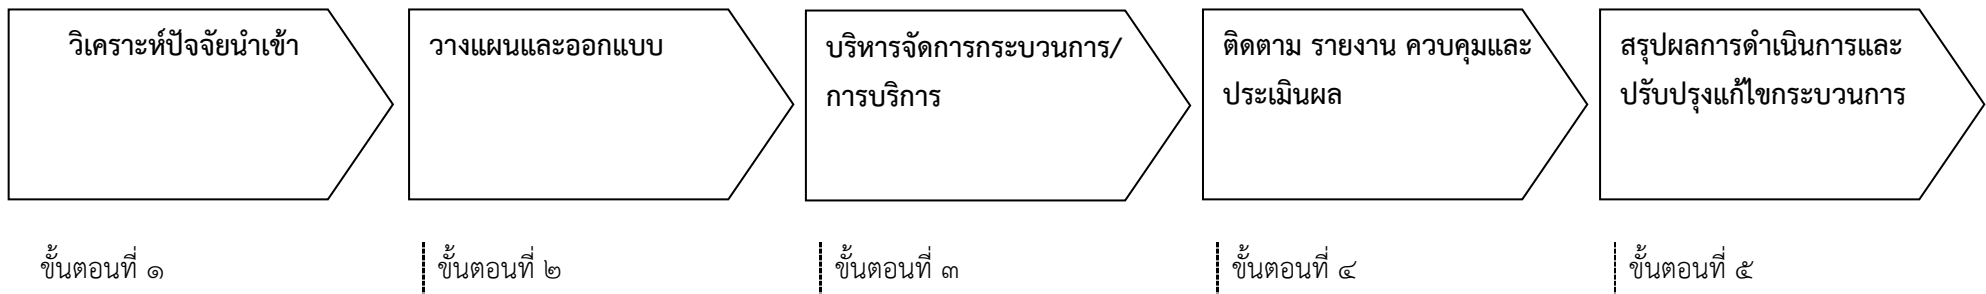 วิเคราะห์ปัจจัยนำเข้า
วางแผนและออกแบบ
บริหารจัดการกระบวนการ/
การบริการ
ติดตาม รายงาน ควบคุมและ
ประเมินผล
สรุปผลการดำเนินการและ
ปรับปรุงแก้ไขกระบวนการ
ขั้นตอนที่ ๑
ขั้นตอนที่ ๒
ขั้นตอนที่ ๓
ขั้นตอนที่ ๔
ขั้นตอนที่ ๕